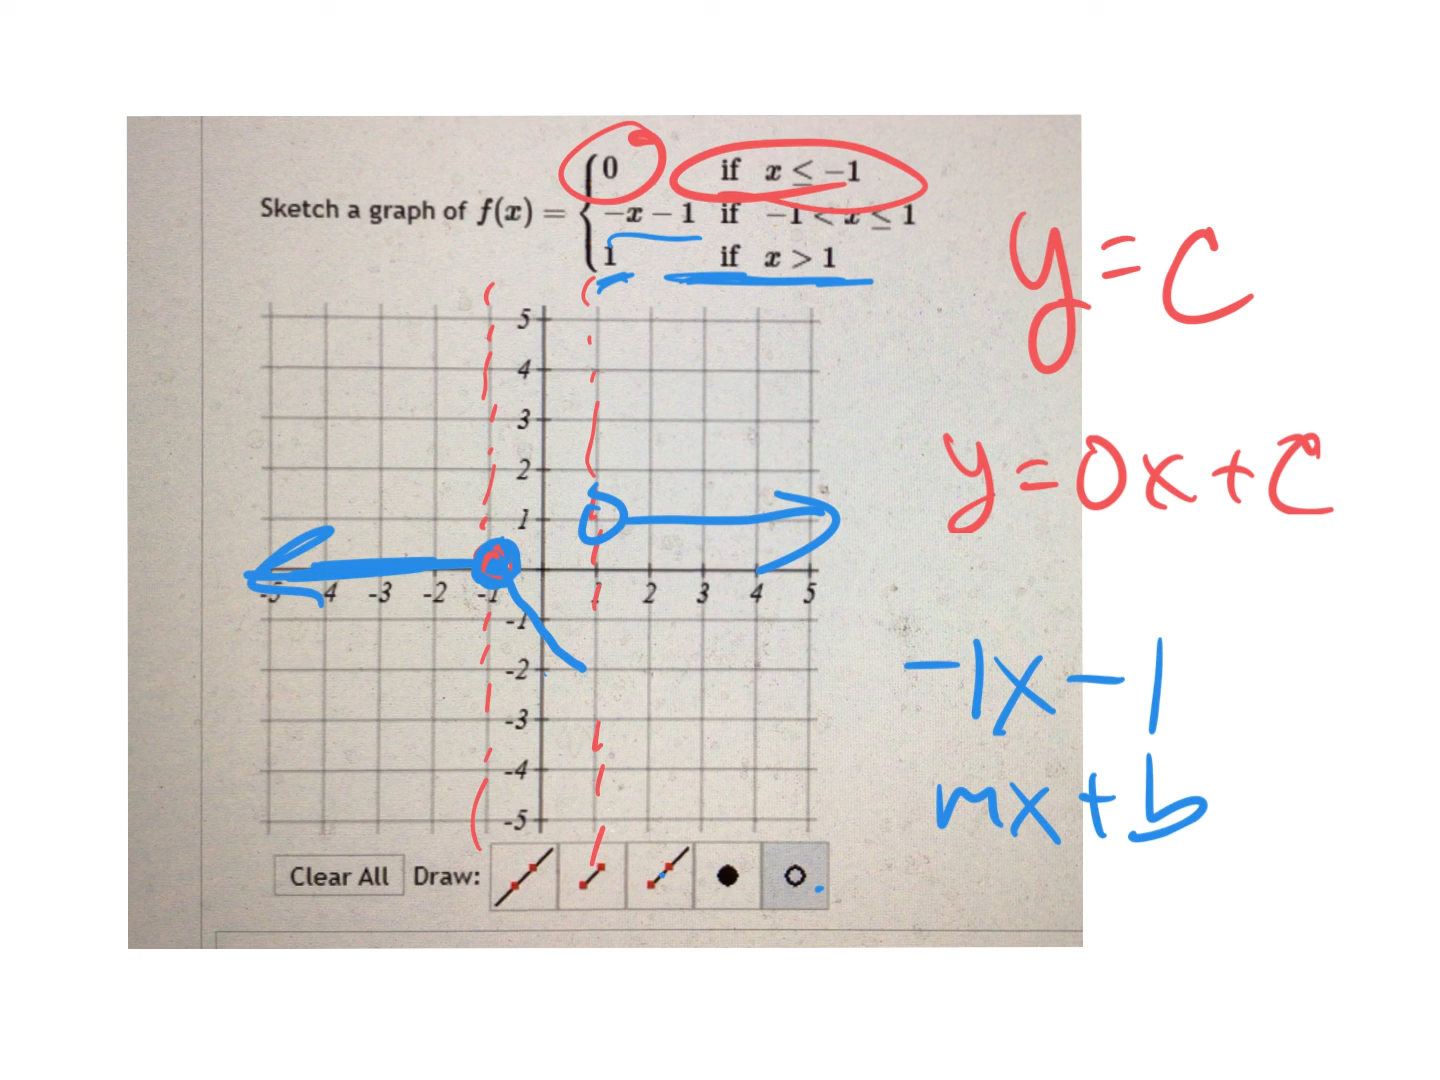 0 if x ≤ −1
Sketch a graph of f(x) = { −x − 1 if −1 < x ≤ 1
1 if x > 1
y = c
y = 0x + c
5
4
3
2
1
-5 -4 -3 -2 -1 1 2 3 4 5
-1
-2
-3
-4
-5
−1x − 1
mx + b
Clear All Draw: